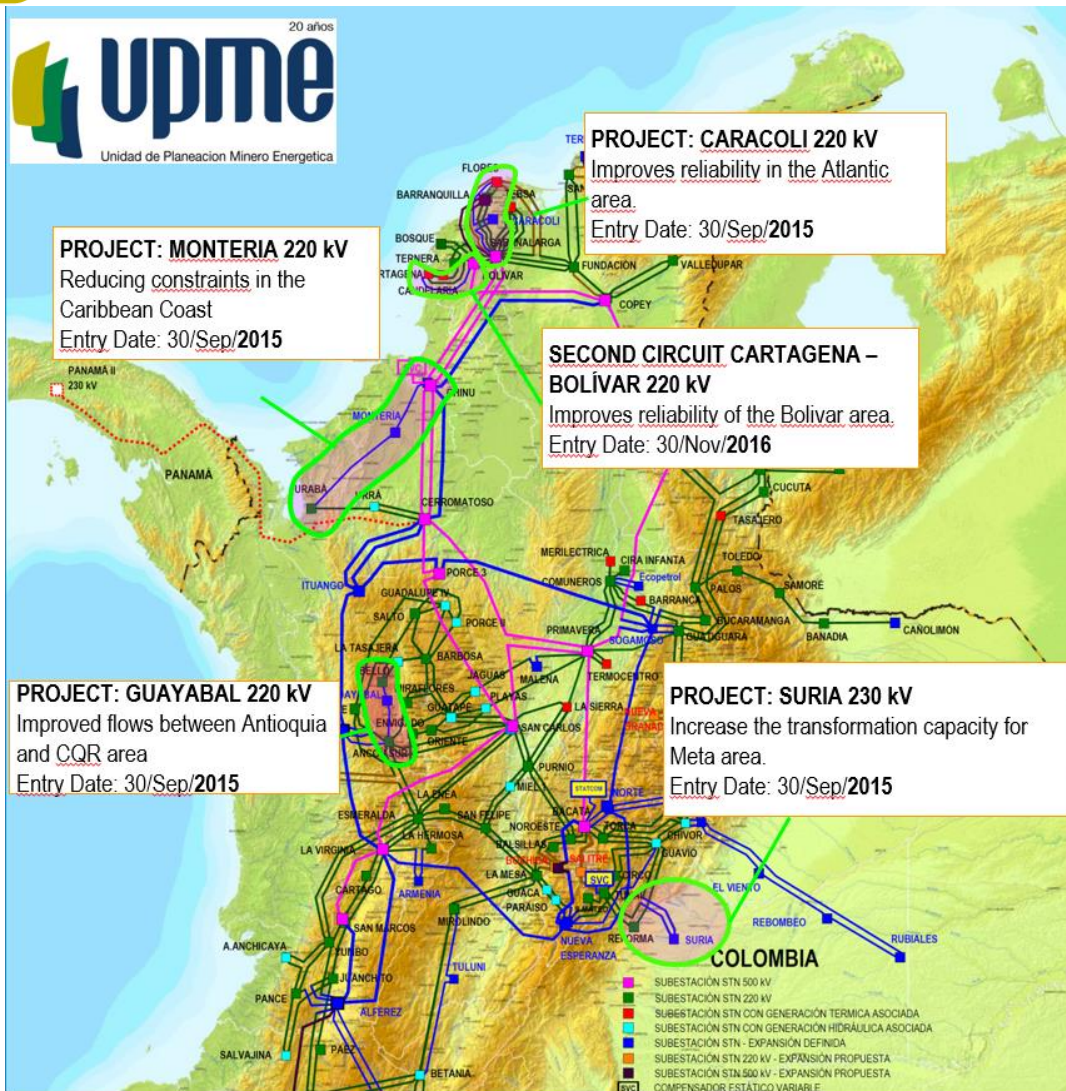 20 años
upme
Unidad de Planeacion Minero Energetica
PROJECT: CARACOLI 220 kV
Improves reliability in the Atlantic
area.
Entry Date: 30/Sep/2015
FLORES
BARRANQUILLA
BOSQUE
TERNERA
CANDELARIA
FUNDACION
VALLEDUPAR
COPEY
PROJECT: MONTERIA 220 kV
Reducing constraints in the
Caribbean Coast
Entry Date: 30/Sep/2015
SECOND CIRCUIT CARTAGENA –
BOLÍVAR 220 kV
Improves reliability of the Bolivar area.
Entry Date: 30/Nov/2016
PANAMÁ II
230 kV
MONTERÍA
PANAMÁ
URABÁ
CERROMATOSO
CUCUTA
TASAJERO
MERILECTRICA
CIRA INFANTA
TOLEDO
COMUNEROS
Ecopetrol
SAMORÉ
ITUANGO
PORCE 3
PALOS
BARRANCA
GUADALUPE IV
SALTO
PORCE II
BUCARAMANGA
BANADIA
CAÑOLIMÓN
PRIMAVERA
SOGAMOSO
GUATIGUARA
LA TASAJERA
BARBOSA
JAGUAS
MALENA
TERMOCENTRO
PLAYAS
GUATAPÉ
LA SIERRA
ORIENTE
SAN CARLOS
PROJECT: GUAYABAL 220 kV
Improved flows between Antioquia
and CQR area
Entry Date: 30/Sep/2015
PROJECT: SURIA 230 kV
Increase the transformation capacity for
Meta area.
Entry Date: 30/Sep/2015
PURNIO
MIEL
STATCOM
NORTE
LA ENEA
ESMERALDA
SAN FELIPE
BACATÁ
NOROESTE
TORCA
CHIVOR
LA HERMOSA
BALSILLAS
GUAVIO
LA VIRGINIA
LA MESA
SALITRE
CIRCO
EL VIENTO
CARTAGO
ARMENIA
GUACA
SVC
PARAISO
MIROLINDO
REFORMA
SURIA
REBOMBEO
RUBIALES
SAN MARCOS
NUEVA
ESPERANZA
A.ANCHICAYA
YUMBO
JUANCHITO
TULUNI
PANCE
ALFEREZ
SALVAJINA
PAEZ
BETANIA
COLOMBIA
SUBESTACIÓN STN 500 kV
SUBESTACIÓN STN 220 kV
SUBESTACIÓN STN CON GENERACIÓN TERMICA ASOCIADA
SUBESTACIÓN STN CON GENERACIÓN HIDRÁULICA ASOCIADA
SUBESTACIÓN STN - EXPANSIÓN DEFINIDA
SUBESTACIÓN STN 220 kV - EXPANSIÓN PROPUESTA
SUBESTACIÓN STN 500 kV - EXPANSIÓN PROPUESTA
SVC COMPENSADOR ESTÁTICO VARIABLE